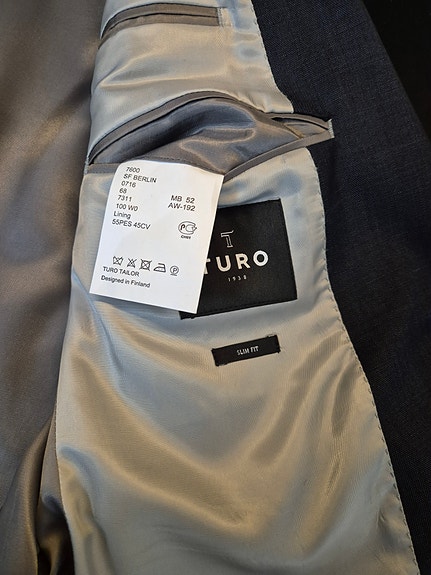 7600
SF BERLIN
0716
68
7311 MB 52
100 W0 AW-192
Lining
55PES 45CV
TURO TAILOR
Designed in Finland
TURO
1938
SLIM FIT